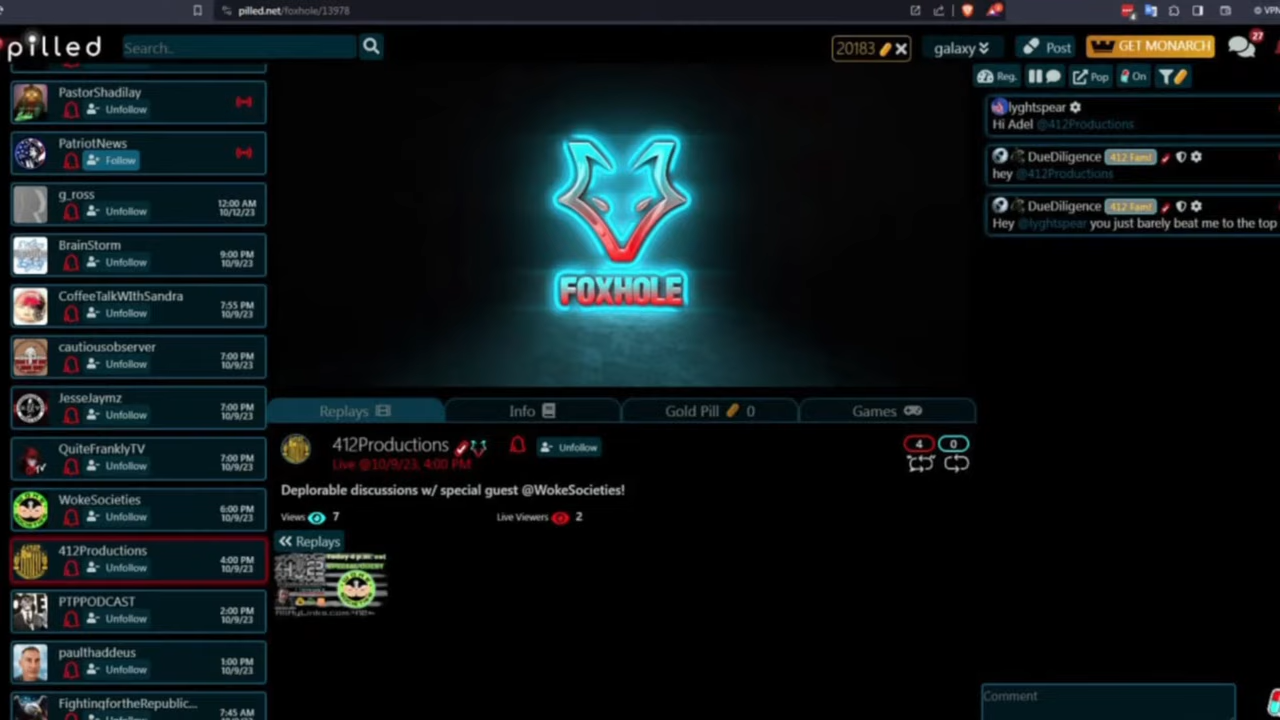 pilled.net/foxhole/13978
VPN
pilled
Search..
20183
galaxy
Post
GET MONARCH
27
Reg.
Pop
On
PastorShadilay
Unfollow
PatriotNews
Follow
g_ross
Unfollow
12:00 AM
10/12/23
BrainStorm
Unfollow
9:00 PM
10/9/23
CoffeeTalkWIthSandra
Unfollow
7:55 PM
10/9/23
cautiousobserver
Unfollow
7:00 PM
10/9/23
JesseJaymz
Unfollow
7:00 PM
10/9/23
QuiteFranklyTV
Unfollow
7:00 PM
10/9/23
WokeSocieties
Unfollow
6:00 PM
10/9/23
412Productions
Unfollow
4:00 PM
10/9/23
PTPPODCAST
Unfollow
2:00 PM
10/9/23
paulthaddeus
Unfollow
1:00 PM
10/9/23
FightingfortheRepublic...
7:45 AM
FOXHOLE
Replays
Info
Gold Pill 0
Games
412Productions
Unfollow
4 0
Live @10/9/23, 4:00 PM
Deplorable discussions w/ special guest @WokeSocieties!
Views 7
Live Viewers 2
Replays
lyghtspear
Hi Adel @412Productions
DueDiligence 412 Fam!
hey @412Productions
DueDiligence 412 Fam!
Hey @lyghtspear you just barely beat me to the top
Comment